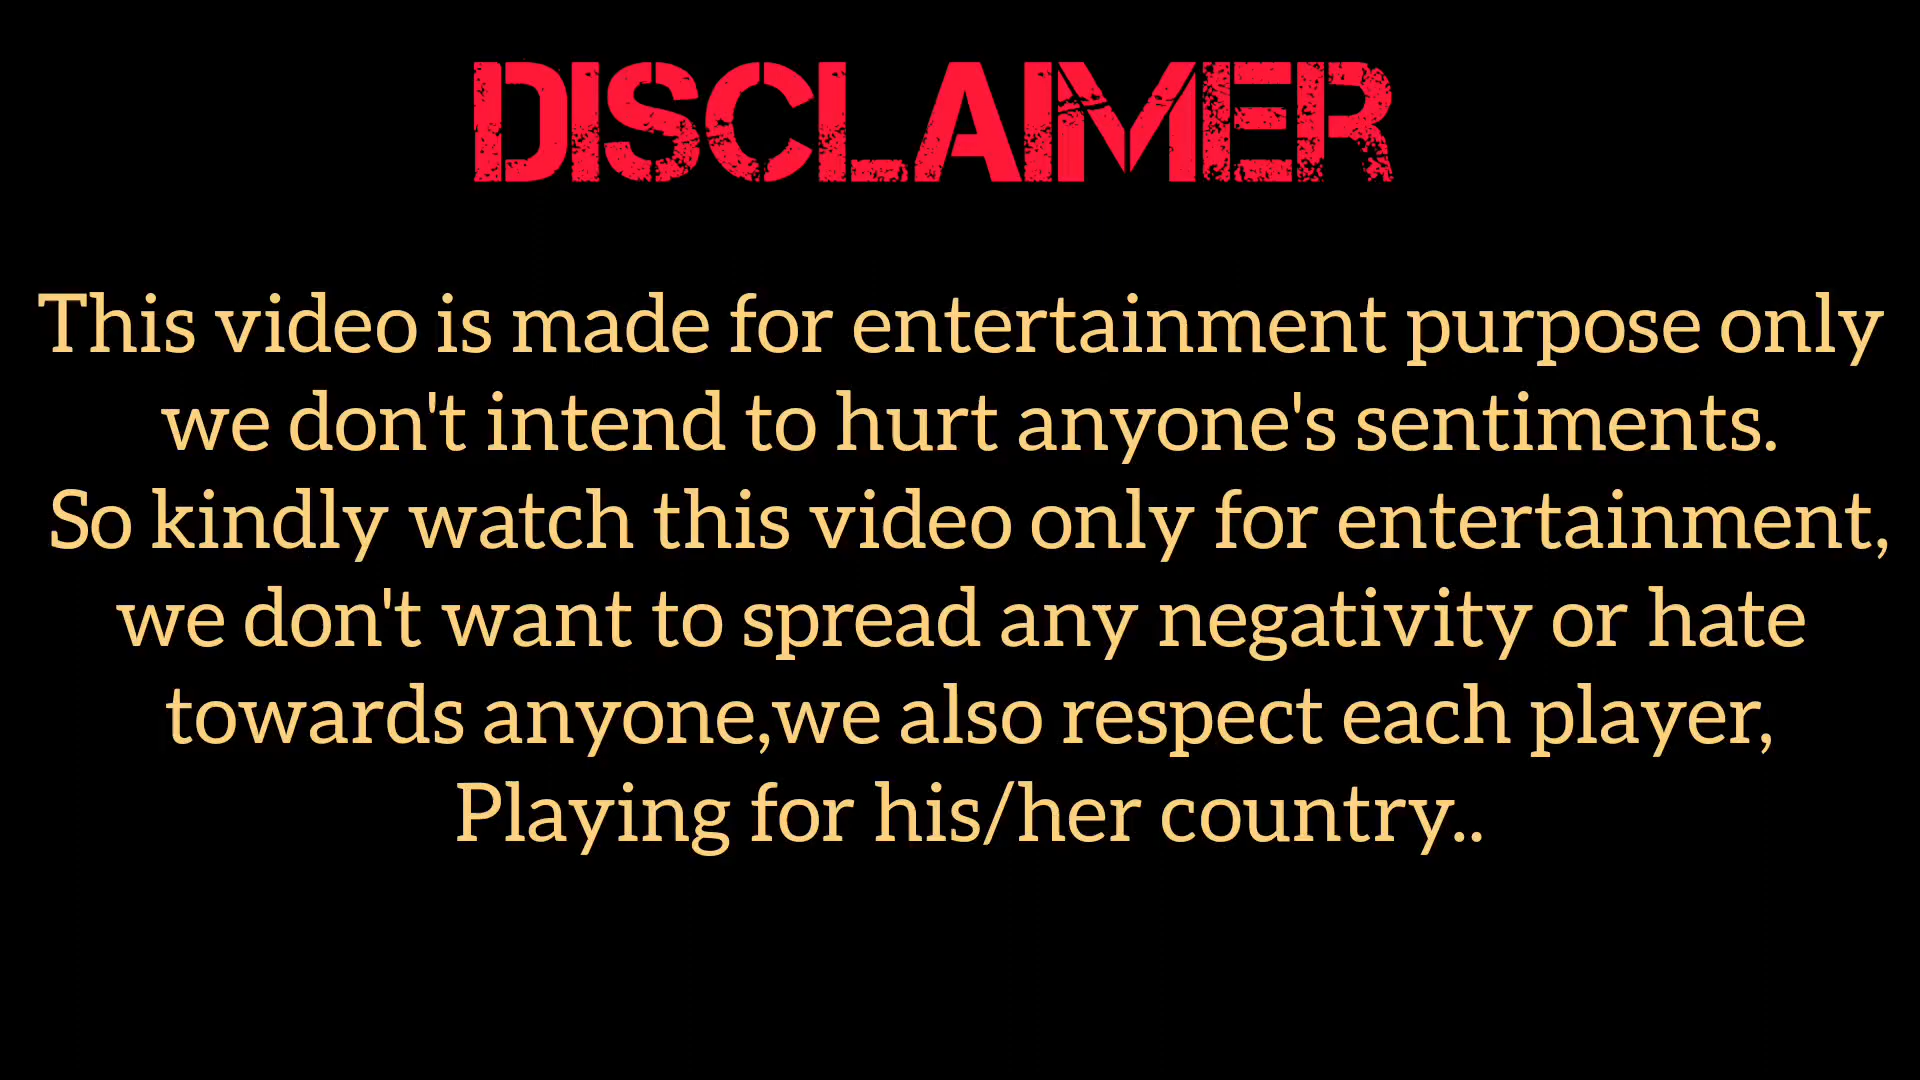 DISCLAIMER
This video is made for entertainment purpose only
we don't intend to hurt anyone's sentiments.
So kindly watch this video only for entertainment,
we don't want to spread any negativity or hate
towards anyone,we also respect each player,
Playing for his/her country..